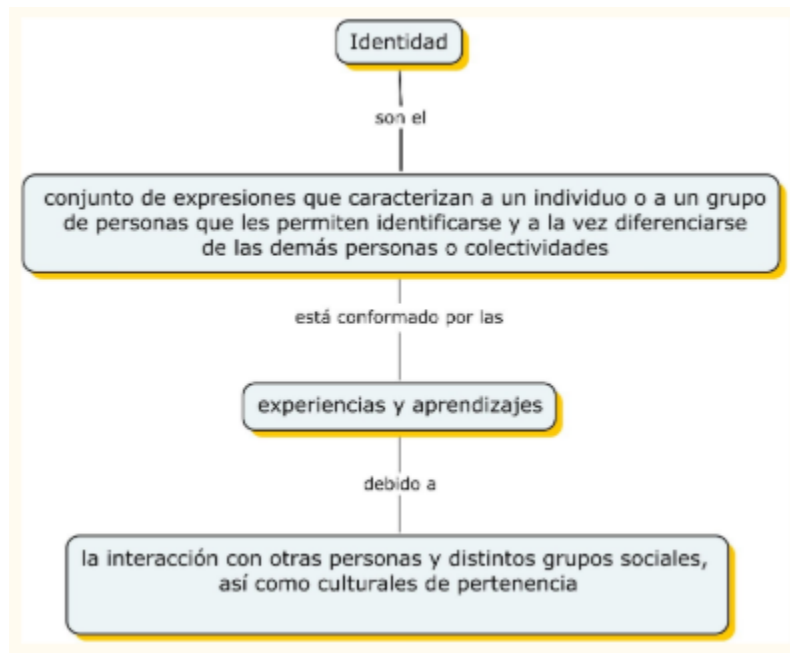 Identidad
son el
conjunto de expresiones que caracterizan a un individuo o a un grupo
de personas que les permiten identificarse y a la vez diferenciarse
de las demás personas o colectividades
está conformado por las
experiencias y aprendizajes
debido a
la interacción con otras personas y distintos grupos sociales,
así como culturales de pertenencia